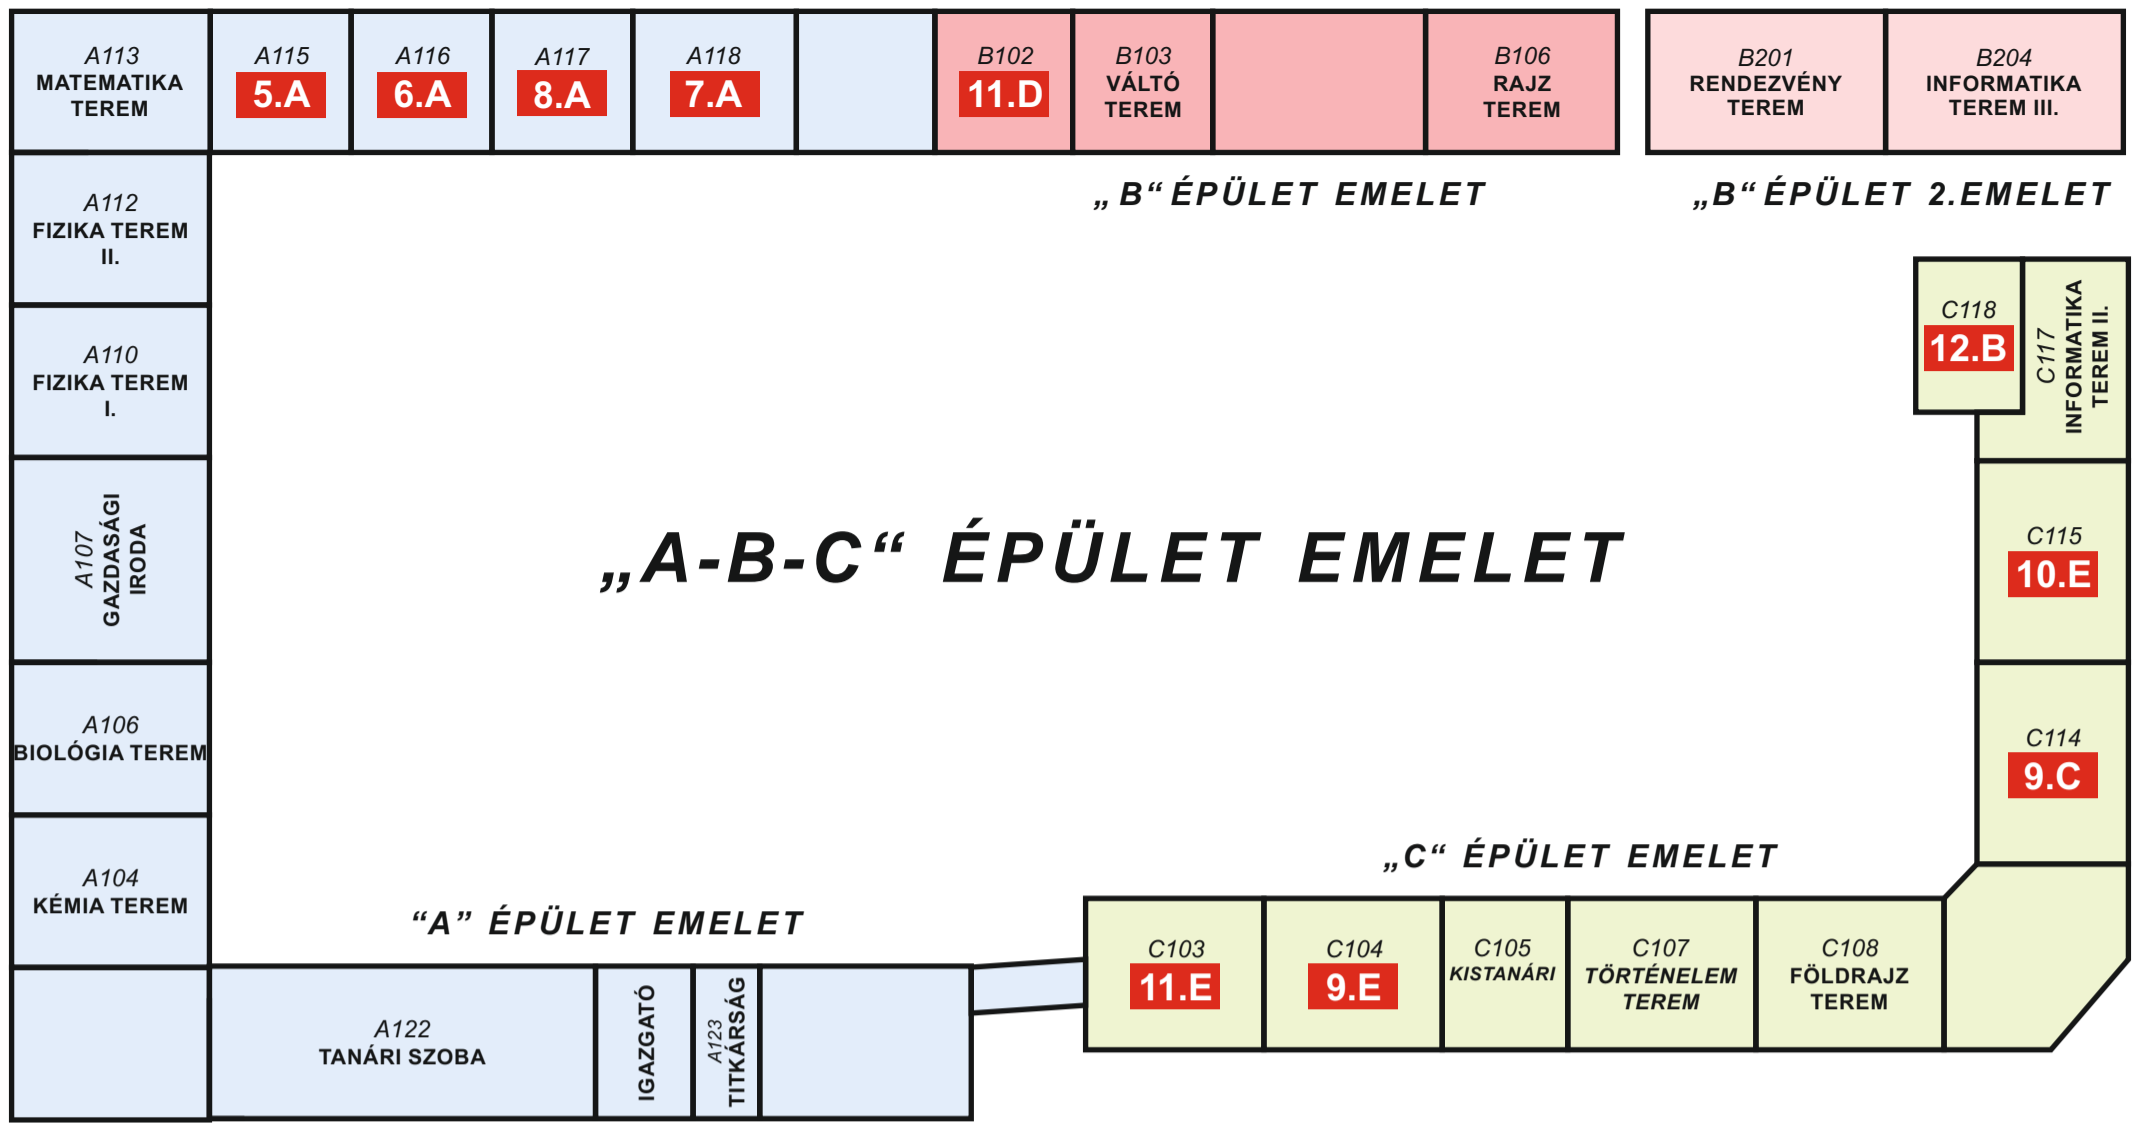 A113
MATEMATIKA
TEREM
A115
5.A
A116
6.A
A117
8.A
A118
7.A
B102
11.D
B103
VÁLTÓ
TEREM
B106
RAJZ
TEREM
B201
RENDEZVÉNY
TEREM
B204
INFORMATIKA
TEREM III.
„B“ ÉPÜLET EMELET
„B“ ÉPÜLET 2.EMELET
A112
FIZIKA TEREM
II.
A110
FIZIKA TEREM
I.
A107
GAZDASÁGI
IRODA
A106
BIOLÓGIA TEREM
A104
KÉMIA TEREM
„A-B-C“ ÉPÜLET EMELET
C118
12.B
C117
INFORMATIKA
TEREM II.
C115
10.E
C114
9.C
„C“ ÉPÜLET EMELET
“A” ÉPÜLET EMELET
A122
TANÁRI SZOBA
IGAZGATÓ
A123
TITKÁRSÁG
C103
11.E
C104
9.E
C105
KISTANÁRI
C107
TÖRTÉNELEM
TEREM
C108
FÖLDRAJZ
TEREM